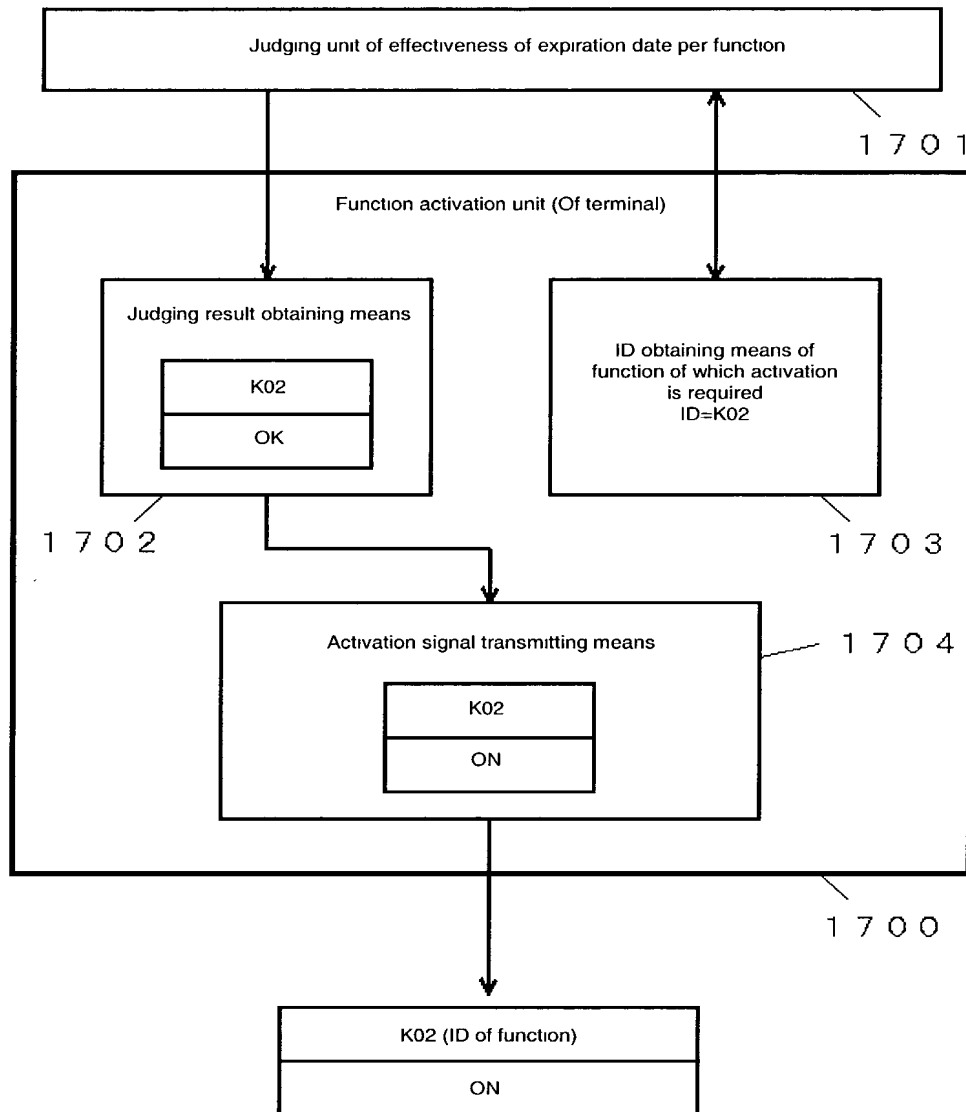 Judging unit of effectiveness of expiration date per function
1701
Function activation unit (Of terminal)
Judging result obtaining means
K02
OK
1702
ID obtaining means of
function of which activation
is required
ID=K02
1703
Activation signal transmitting means
K02
ON
1704
1700
K02 (ID of function)
ON